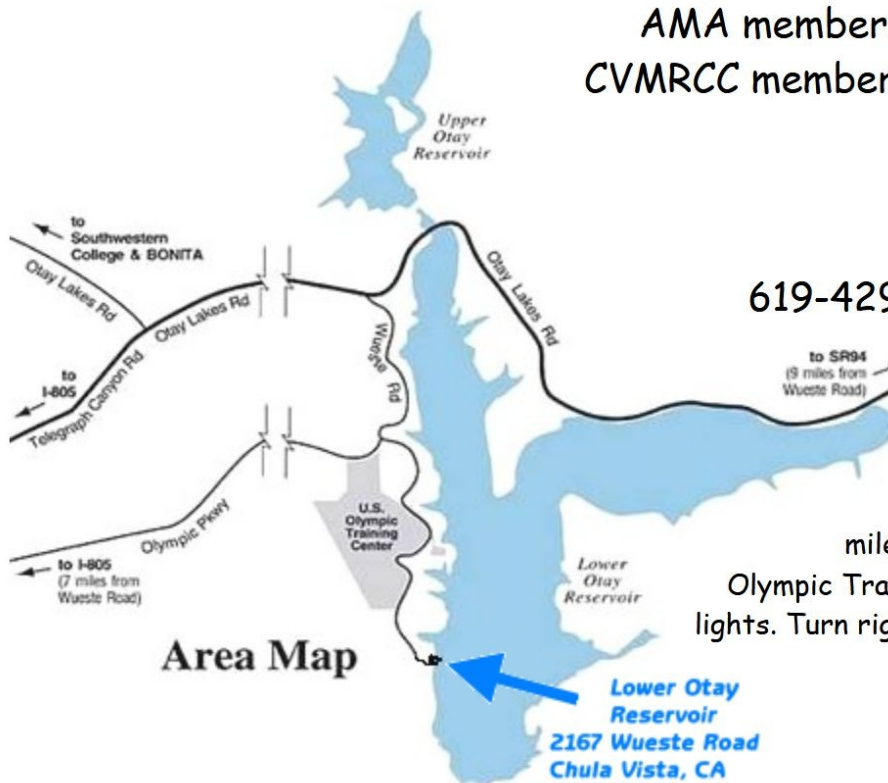 AMA member
CVMRCC member
Upper
Otay
Reservoir
to
Southwestern
College & BONITA
Otay Lakes Rd
Otay Lakes Rd
Otay Lakes Rd
Wueste Rd
619-429
to SR94
(9 miles from
Wueste Road)
to
I-805
Telegraph Canyon Rd
U.S.
Olympic
Training
Center
Olympic Pkwy
to I-805
(7 miles from
Wueste Road)
Lower
Otay
Reservoir
mile
Olympic Tra
lights. Turn rig
Area Map
Lower Otay
Reservoir
2167 Wueste Road
Chula Vista, CA